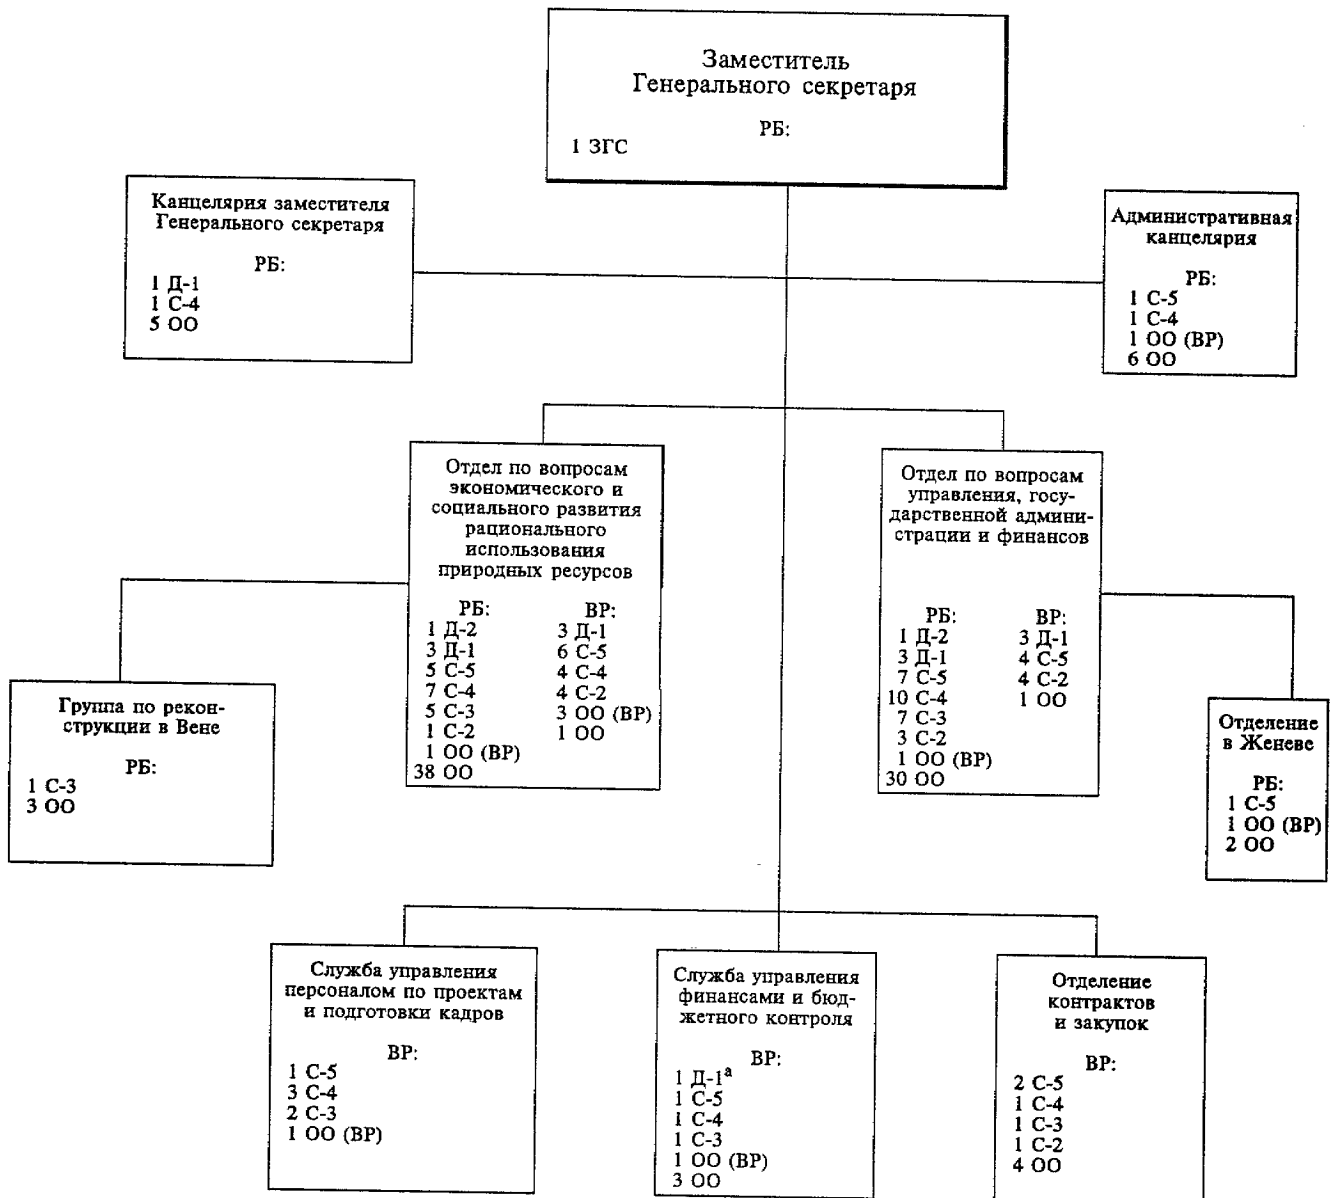 Заместитель
Генерального секретаря
РБ:
1 ЗГС
Канцелярия заместителя
Генерального секретаря
РБ:
1 Д-1
1 С-4
5 ОО
Административная
канцелярия
РБ:
1 С-5
1 С-4
1 ОО (ВР)
6 ОО
Отдел по вопросам
экономического и
социального развития
рационального
использования
природных ресурсов
РБ: ВР:
1 Д-2 3 Д-1
3 Д-1 6 С-5
5 С-5 4 С-4
7 С-4 4 С-2
5 С-3 3 ОО (ВР)
1 С-2 1 ОО
1 ОО (ВР)
38 ОО
Отдел по вопросам
управления, госу-
дарственной админи-
страции и финансов
РБ: ВР:
1 Д-2 3 Д-1
3 Д-1 4 С-5
7 С-5 4 С-2
10 С-4 1 ОО
7 С-3
3 С-2
1 ОО (ВР)
30 ОО
Группа по рекон-
струкции в Вене
РБ:
1 С-3
3 ОО
Отделение
в Женеве
РБ:
1 С-5
1 ОО (ВР)
2 ОО
Служба управления
персоналом по проектам
и подготовки кадров
ВР:
1 С-5
3 С-4
2 С-3
1 ОО (ВР)
Служба управления
финансами и бюд-
жетного контроля
ВР:
1 Д-1ᵃ
1 С-5
1 С-4
1 С-3
1 ОО (ВР)
3 ОО
Отделение
контрактов
и закупок
ВР:
2 С-5
1 С-4
1 С-3
1 С-2
4 ОО